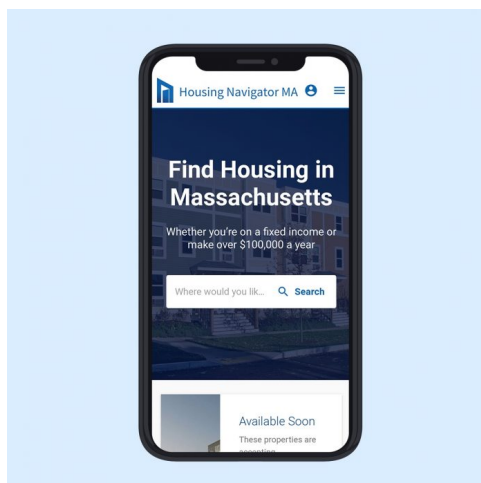 Housing Navigator MA
Find Housing in
Massachusetts
Whether you're on a fixed income or
make over $100,000 a year
Where would you lik... Search
Available Soon
These properties are
accepting